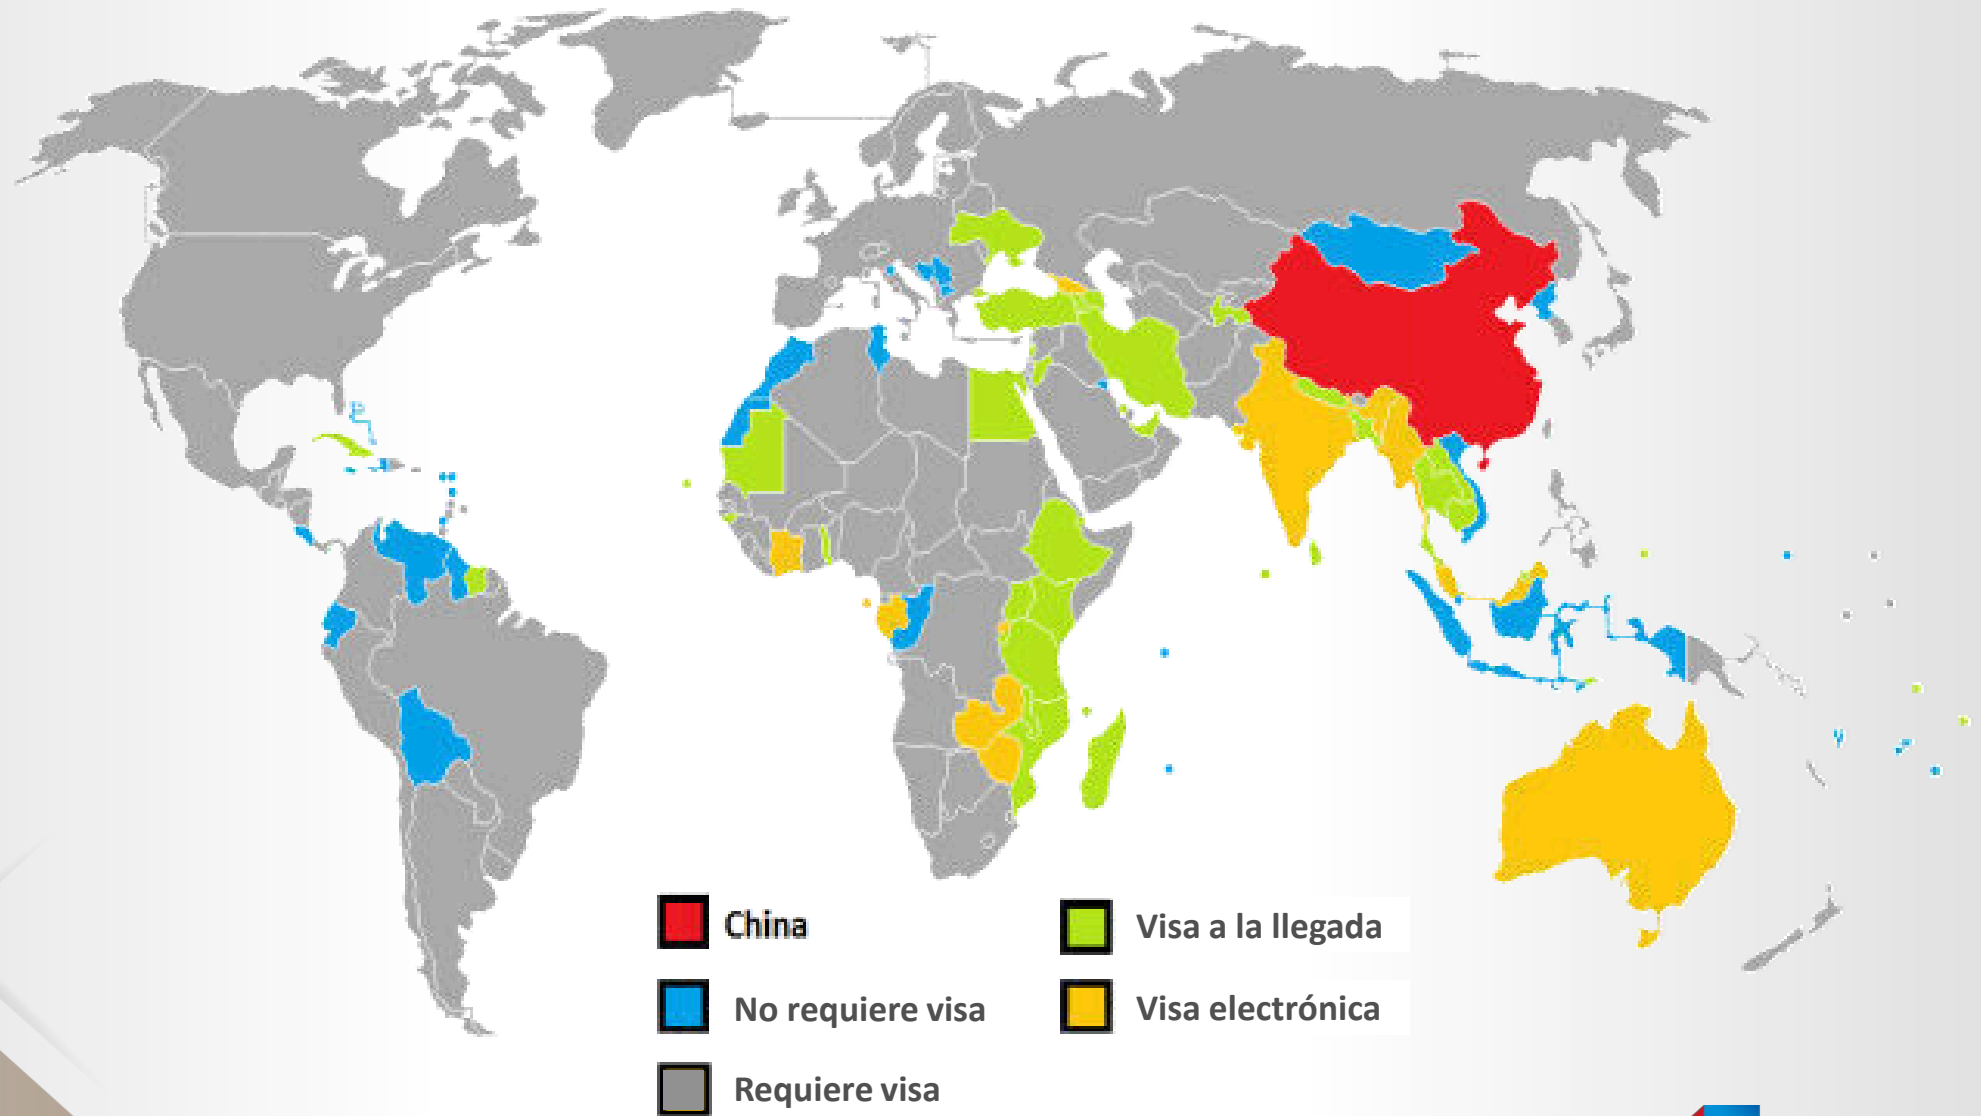 China
Visa a la llegada
No requiere visa
Visa electrónica
Requiere visa